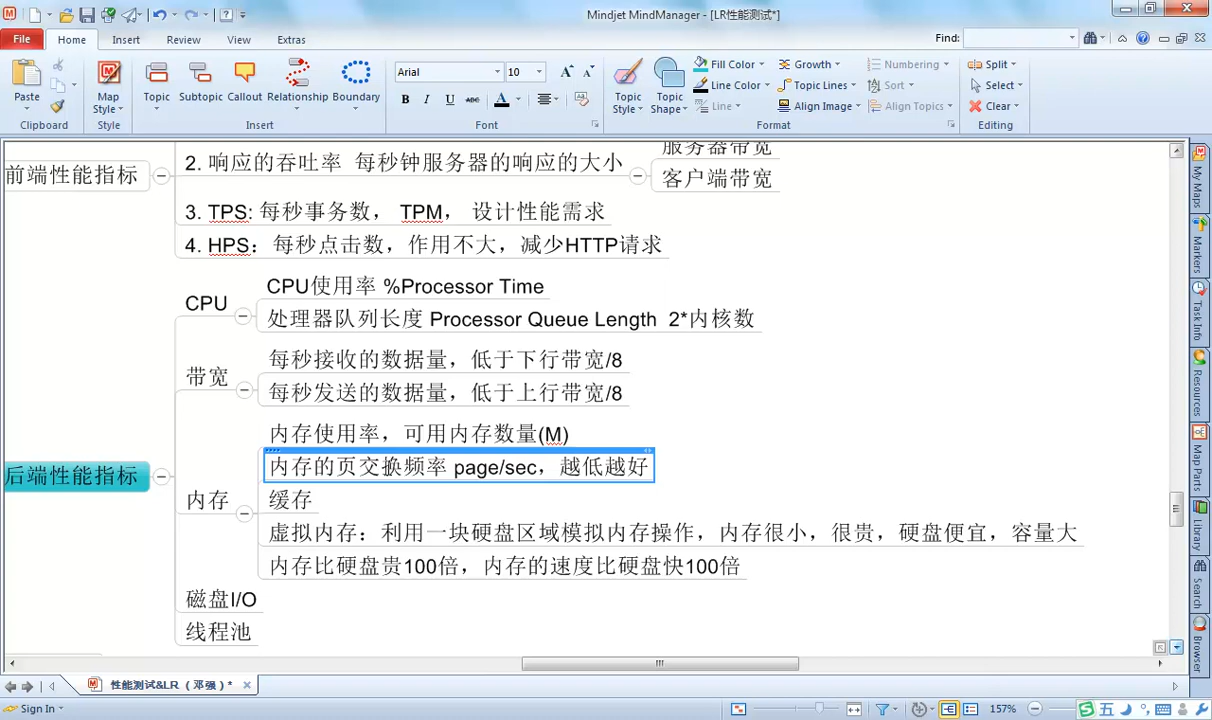 Mindjet MindManager - [LR性能测试*]
File Home Insert Review View Extras Find:
Paste Map Style Topic Subtopic Callout Relationship Boundary Arial 10 B I U abc A Topic Style Topic Shape Fill Color Line Color Line Growth Topic Lines Align Image Numbering Sort Align Topics Split Select Clear
Clipboard Style Insert Font Format Editing
前端性能指标
2. 响应的吞吐率 每秒钟服务器的响应的大小
服务器带宽
客户端带宽
3. TPS: 每秒事务数， TPM， 设计性能需求
4. HPS：每秒点击数，作用不大，减少HTTP请求
后端性能指标
CPU
CPU使用率 %Processor Time
处理器队列长度 Processor Queue Length 2*内核数
带宽
每秒接收的数据量，低于下行带宽/8
每秒发送的数据量，低于上行带宽/8
内存
内存使用率，可用内存数量(M)
内存的页交换频率 page/sec，越低越好
缓存
虚拟内存：利用一块硬盘区域模拟内存操作，内存很小，很贵，硬盘便宜，容量大
内存比硬盘贵100倍，内存的速度比硬盘快100倍
磁盘I/O
线程池
My Maps
Markers
Task Info
Resources
Map Parts
Library
Search
Browser
性能测试&LR （邓强）*
Sign In 157% 五